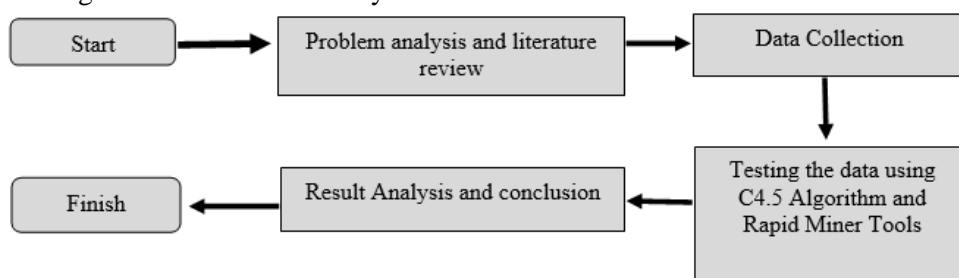 Start
Problem analysis and literature
review
Data Collection
Testing the data using
C4.5 Algorithm and
Rapid Miner Tools
Result Analysis and conclusion
Finish